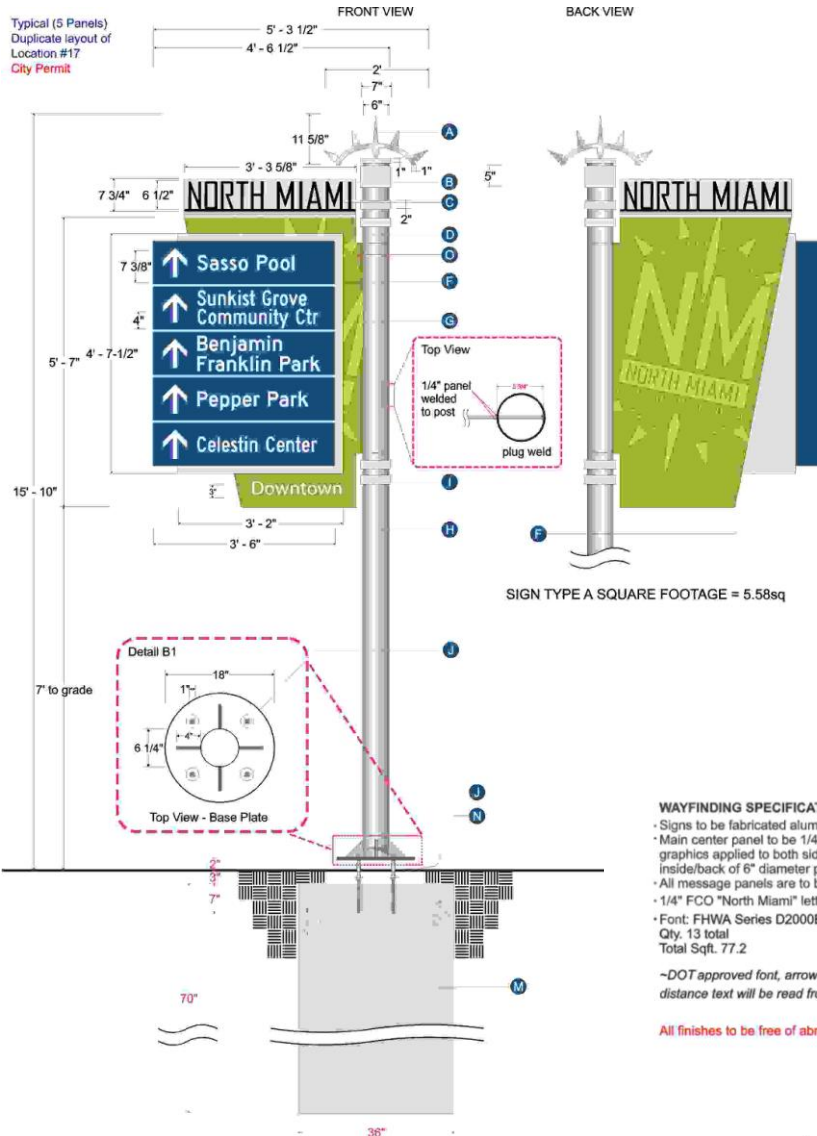 Typical (5 Panels)
Duplicate layout of
Location #17
City Permit
FRONT VIEW
BACK VIEW
5' - 3 1/2"
4' - 6 1/2"
2'
7"
6"
11 5/8"
A
3' - 3 5/8"
1"
1"
5"
B
7 3/4"
6 1/2"
NORTH MIAMI
NORTH MIAMI
C
2"
D
O
7 3/8"
Sasso Pool
F
4"
Sunkist Grove
Community Ctr
G
5' - 7"
4' - 7-1/2"
Benjamin
Franklin Park
NM
NORTH MIAMI
Top View
1/4" panel
welded
to post
plug weld
Pepper Park
Celestin Center
I
15' - 10"
3"
Downtown
3' - 2"
H
3' - 6"
F
SIGN TYPE A SQUARE FOOTAGE = 5.58sq
Detail B1
18"
J
7' to grade
1"
4"
6 1/4"
Top View - Base Plate
J
N
WAYFINDING SPECIFICAT
· Signs to be fabricated alum
· Main center panel to be 1/4
graphics applied to both sid
inside/back of 6" diameter p
· All message panels are to b
· 1/4" FCO "North Miami" lett
· Font: FHWA Series D2000E
Qty. 13 total
Total Sqft. 77.2
~DOT approved font, arrow
distance text will be read fro
All finishes to be free of abr
7"
M
70"
36"